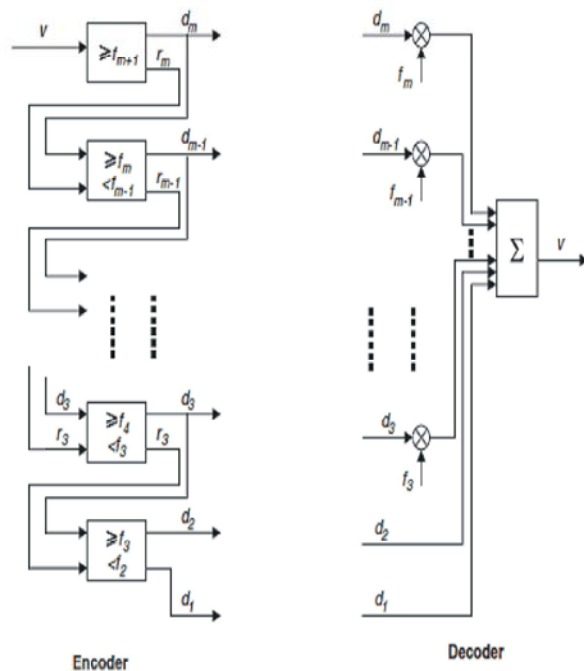 v
≥f_{m+1}
d_m
r_m
≥f_m
<f_{m-1}
d_{m-1}
r_{m-1}
d_3
r_3
≥f_4
<f_3
d_3
r_3
≥f_3
<f_2
d_2
d_1
Encoder
d_m
f_m
d_{m-1}
f_{m-1}
Σ
v
d_3
f_3
d_2
d_1
Decoder